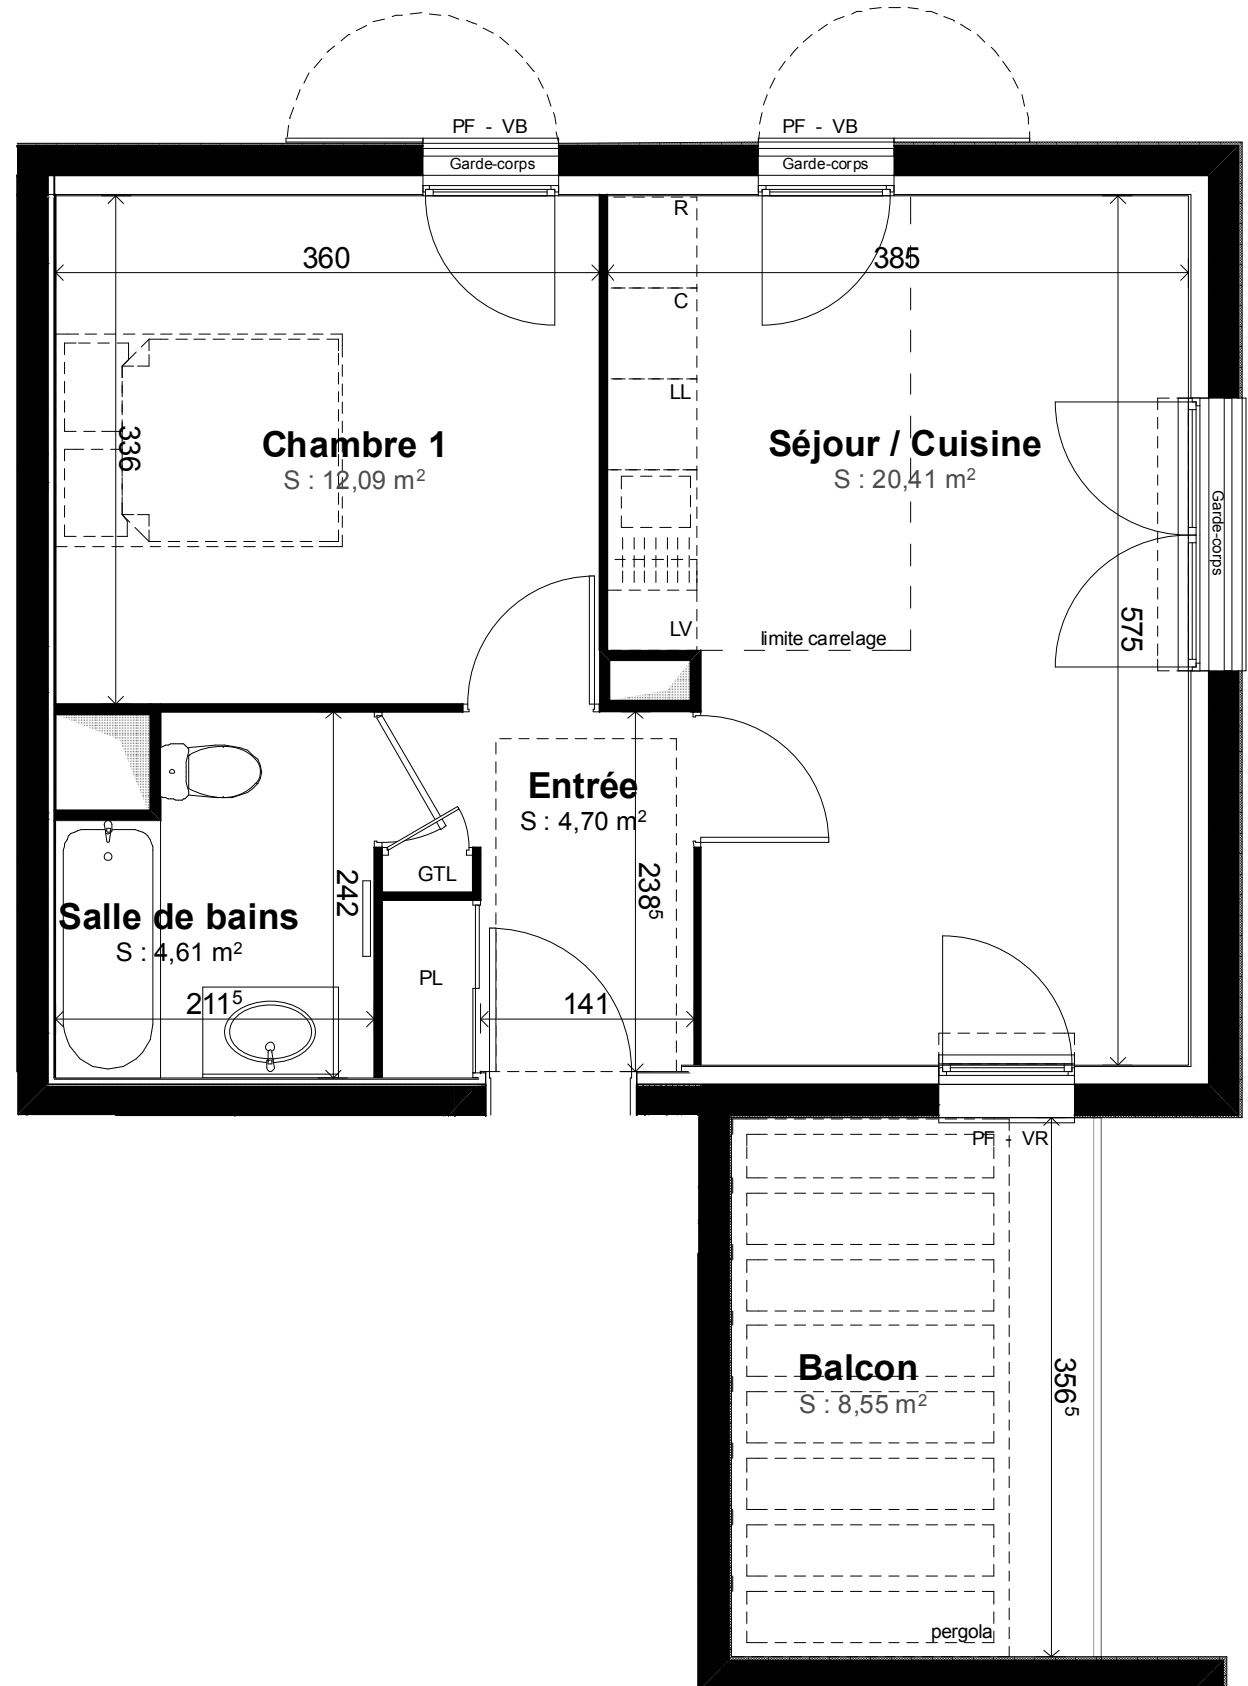 PF - VB
PF - VB
Garde-corps
Garde-corps
R
360
385
C
LL
336
Chambre 1
S : 12,09 m²
Séjour / Cuisine
S : 20,41 m²
Garde-corps
LV
limite carrelage
575
Entrée
S : 4,70 m²
GTL
242
238⁵
Salle de bains
S : 4,61 m²
PL
211⁵
141
PF - VR
Balcon
S : 8,55 m²
356⁵
pergola